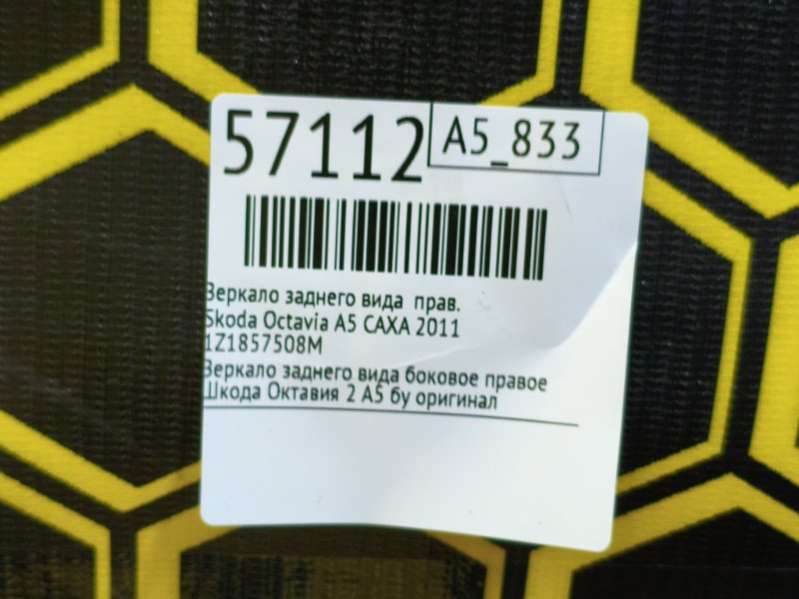 57112
A5_833
Зеркало заднего вида прав.
Skoda Octavia A5 CAXA 2011
1Z1857508M
Зеркало заднего вида боковое правое
Шкода Октавия 2 А5 бу оригинал